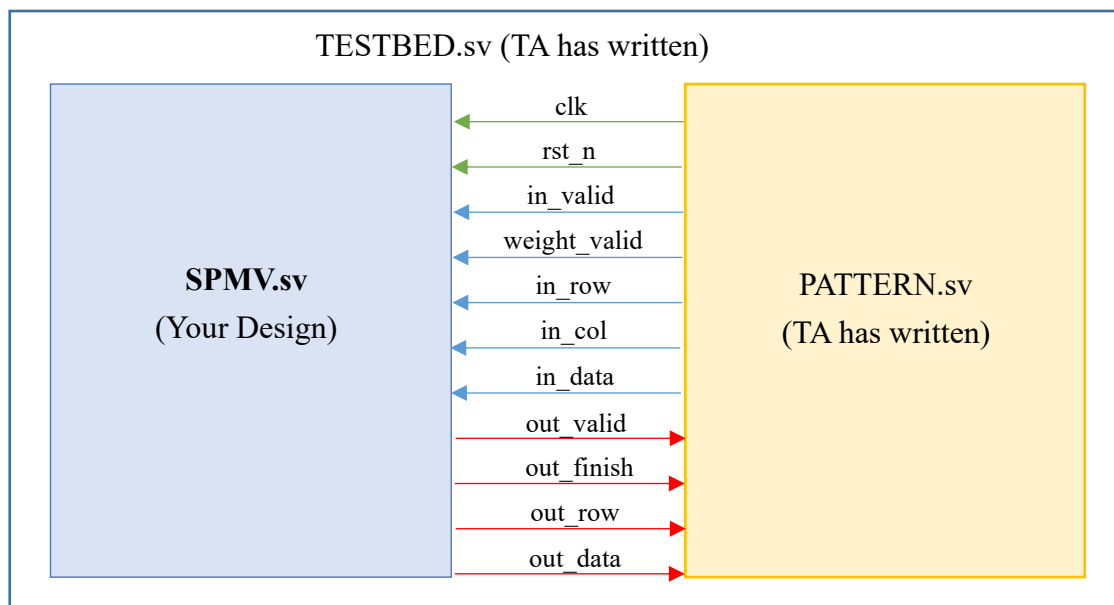 TESTBED.sv (TA has written)
clk
rst_n
in_valid
weight_valid
in_row
SPMV.sv
(Your Design)
PATTERN.sv
(TA has written)
in_col
in_data
out_valid
out_finish
out_row
out_data